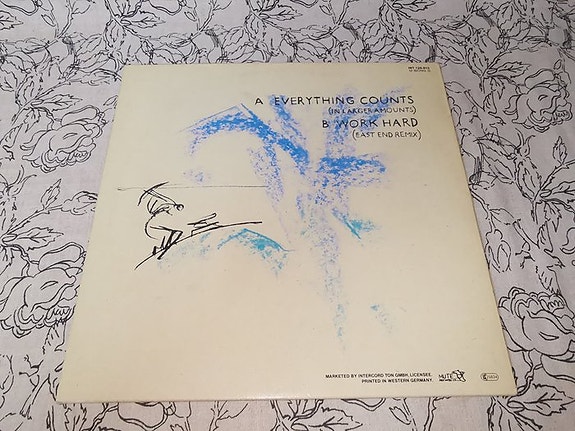 A EVERYTHING COUNTS
(IN LARGER AMOUNTS)
B WORK HARD
(EAST END REMIX)
MARKETED BY INTERCORD TON GMBH, LICENSEE.
PRINTED IN WESTERN GERMANY.
MUTE